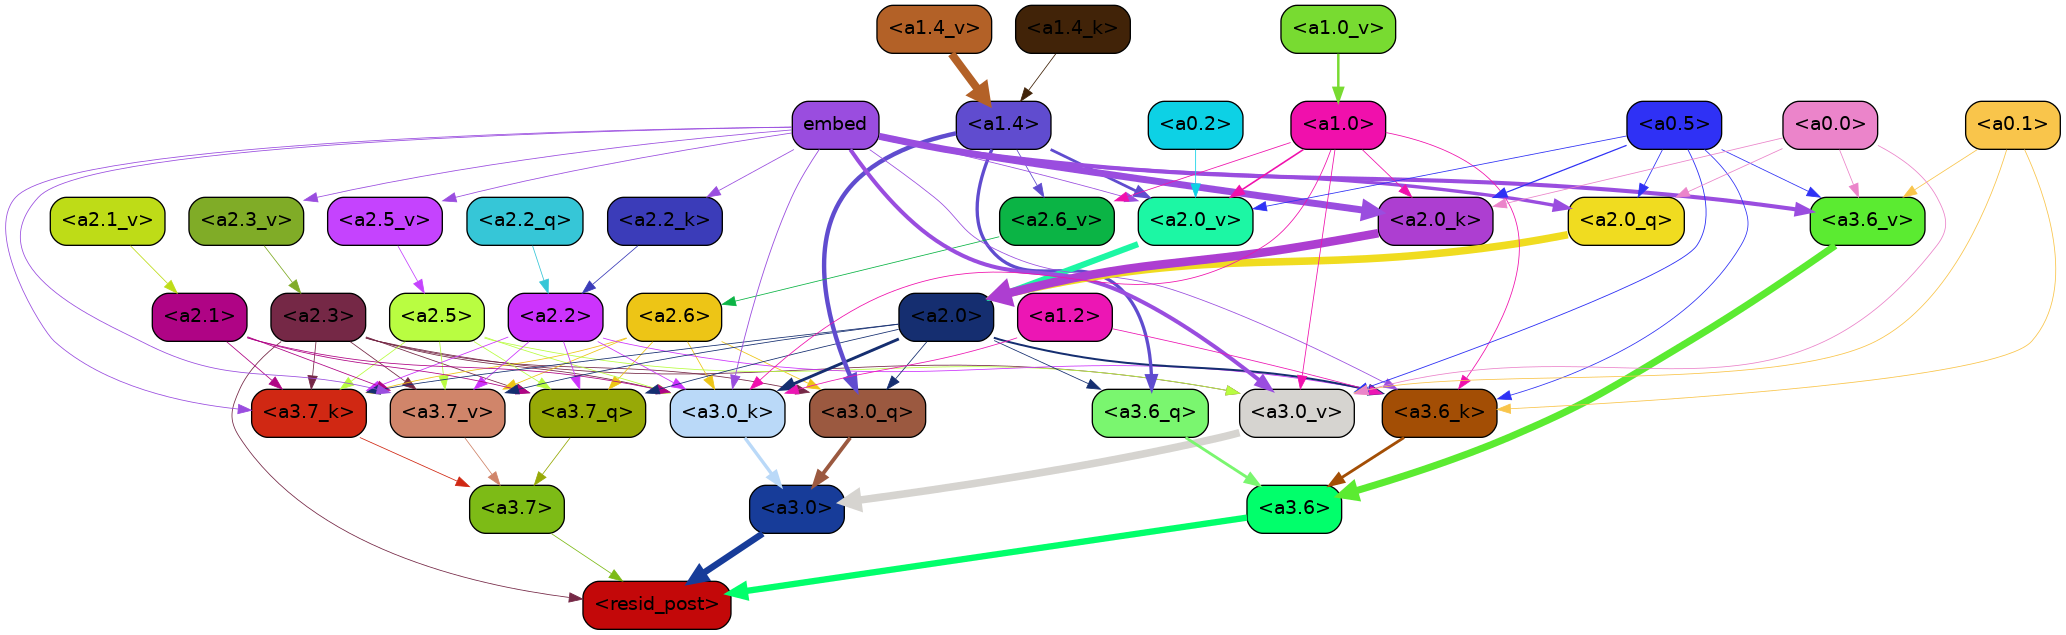 <a1.4_v> <a1.4_k> <a1.0_v>
embed <a1.4> <a0.2> <a1.0> <a0.5> <a0.0> <a0.1>
<a2.1_v> <a2.3_v> <a2.5_v> <a2.2_q> <a2.2_k> <a2.6_v> <a2.0_v> <a2.0_k> <a2.0_q> <a3.6_v>
<a2.1> <a2.3> <a2.5> <a2.2> <a2.6> <a2.0> <a1.2>
<a3.7_k> <a3.7_v> <a3.7_q> <a3.0_k> <a3.0_q> <a3.6_q> <a3.0_v> <a3.6_k>
<a3.7> <a3.0> <a3.6>
<resid_post>